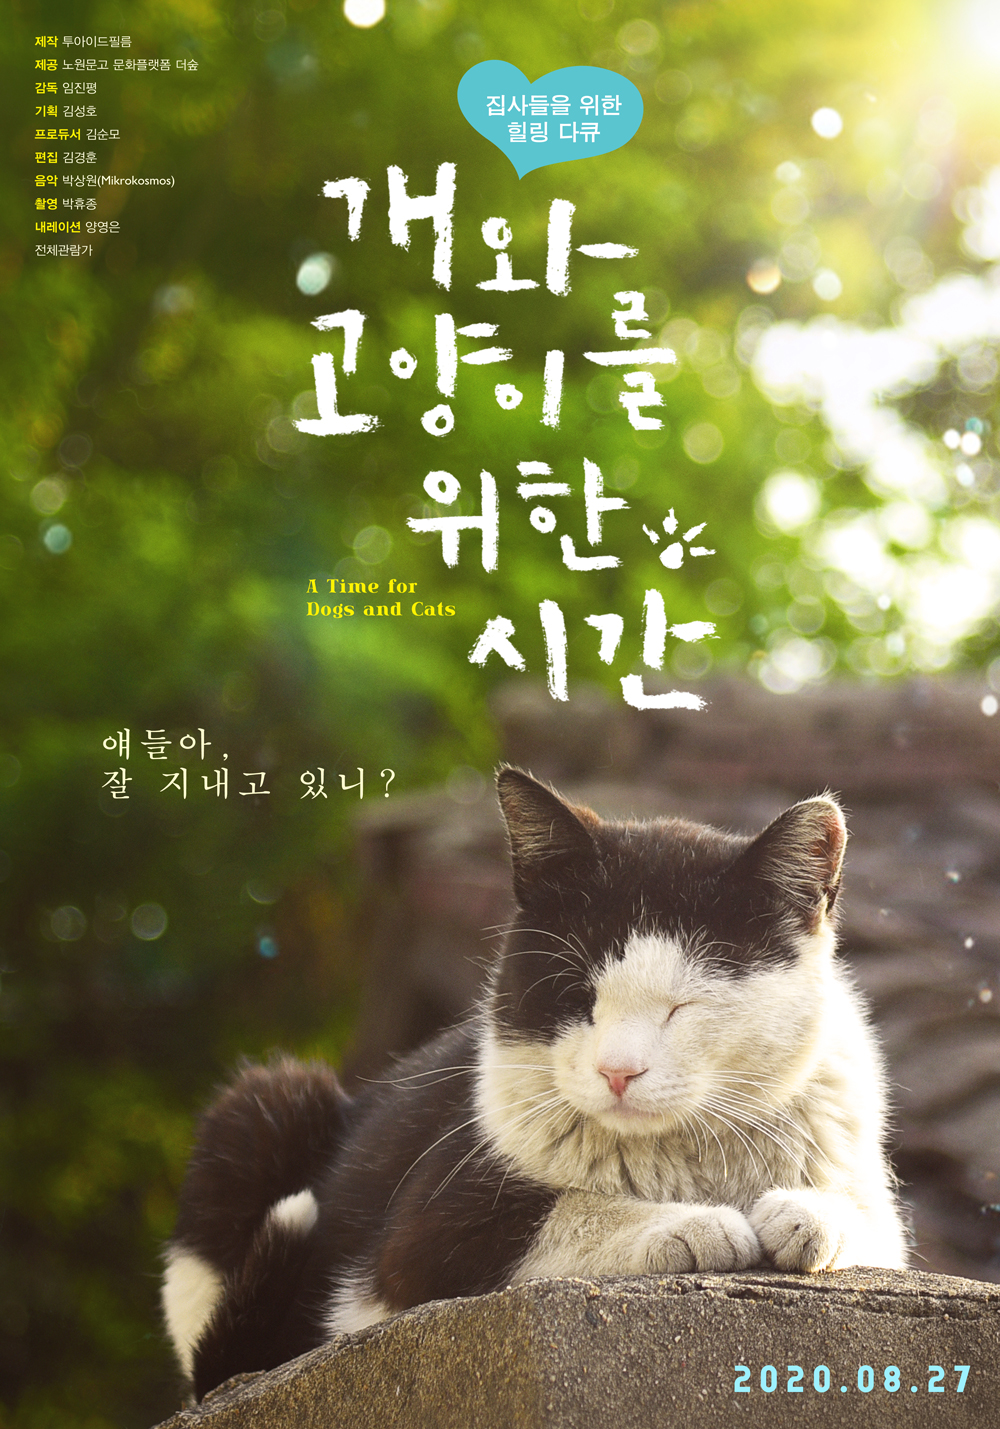 제작 투아이드필름
제공 노원문고 문화플랫폼 더숲
감독 임진평
기획 김성호
프로듀서 김순모
편집 김경훈
음악 박상원(Mikrokosmos)
촬영 박휴종
내레이션 양영은
전체관람가
집사들을 위한
힐링 다큐
개와
고양이를
위한
시간
A Time for
Dogs and Cats
얘들아,
잘 지내고 있니?
2020.08.27